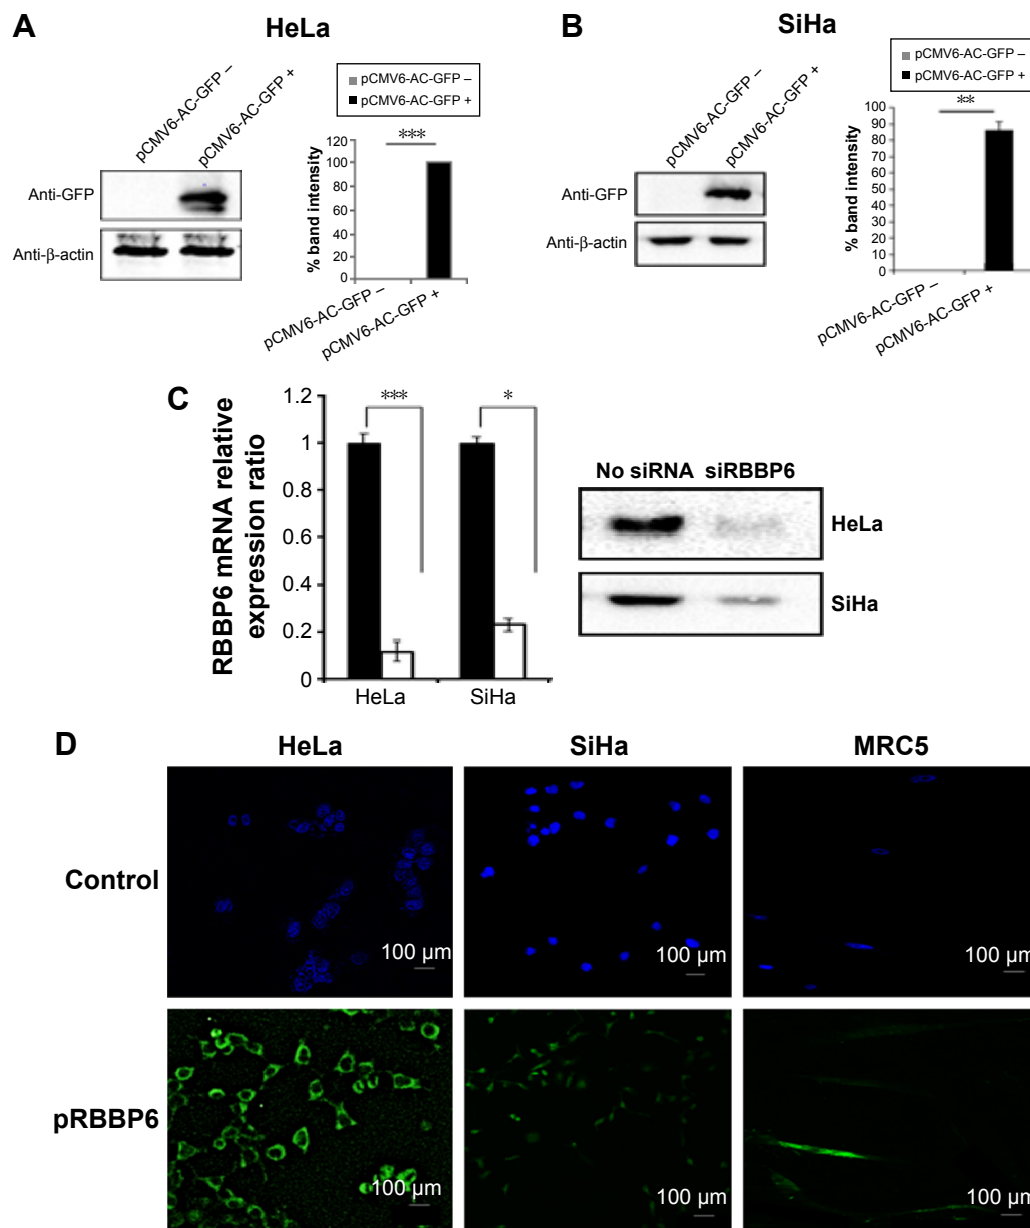 A
HeLa
pCMV6-AC-GFP –
pCMV6-AC-GFP +
Anti-GFP
Anti-β-actin
pCMV6-AC-GFP –
pCMV6-AC-GFP +
% band intensity
120
100
80
60
40
20
0
***
pCMV6-AC-GFP –
pCMV6-AC-GFP +
B
SiHa
pCMV6-AC-GFP –
pCMV6-AC-GFP +
Anti-GFP
Anti-β-actin
pCMV6-AC-GFP –
pCMV6-AC-GFP +
% band intensity
100
90
80
70
60
50
40
30
20
10
0
**
pCMV6-AC-GFP –
pCMV6-AC-GFP +
C
RBBP6 mRNA relative
expression ratio
1.2
1
0.8
0.6
0.4
0.2
0
***
*
HeLa
SiHa
No siRNA siRBBP6
HeLa
SiHa
D
HeLa SiHa MRC5
Control
100 µm
100 µm
100 µm
pRBBP6
100 µm
100 µm
100 µm